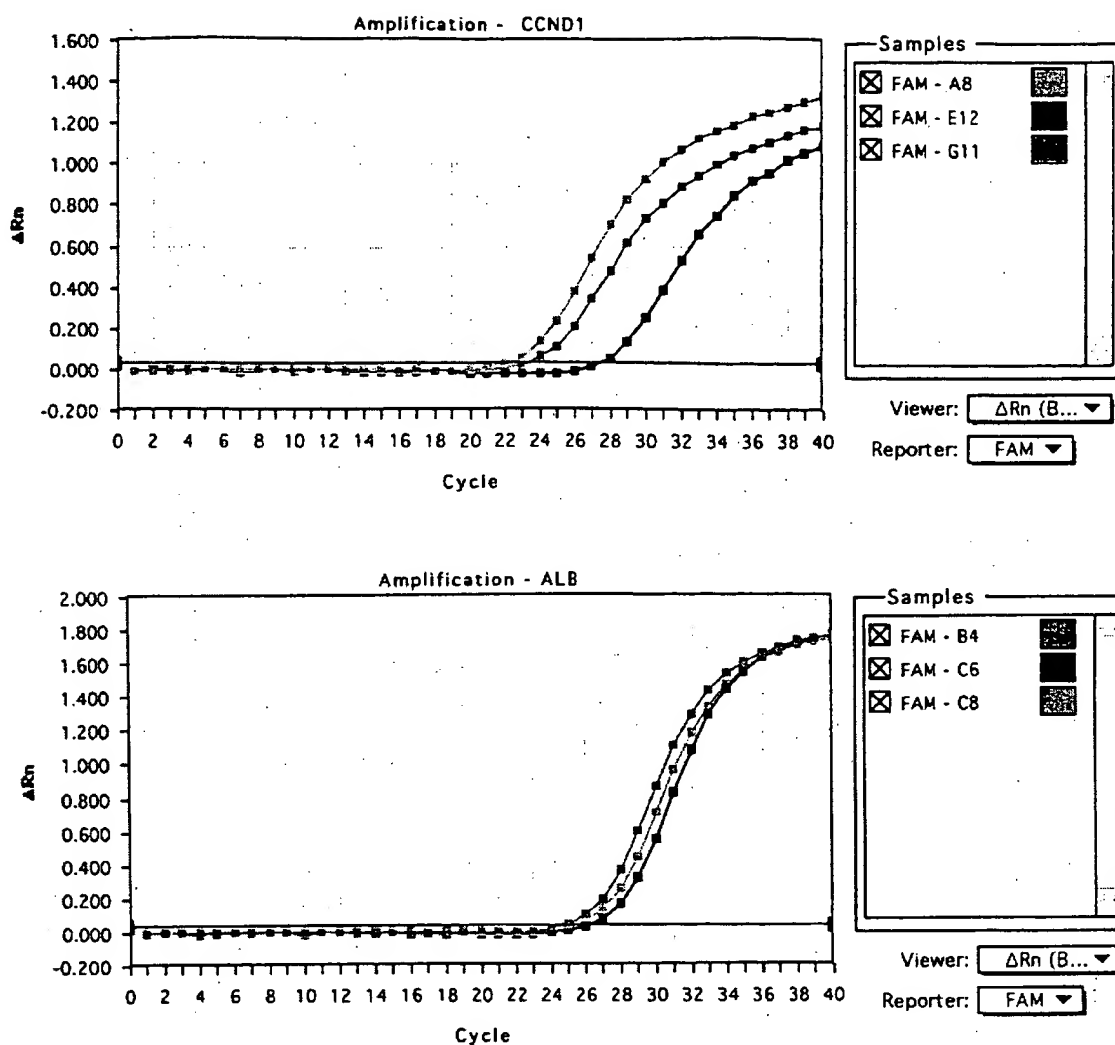 Amplification - CCND1
1.600
1.400
1.200
1.000
0.800
0.600
0.400
0.200
0.000
-0.200
ΔRn
0 2 4 6 8 10 12 14 16 18 20 22 24 26 28 30 32 34 36 38 40
Cycle
Samples
FAM - A8
FAM - E12
FAM - G11
Viewer: ΔRn (B... ▼
Reporter: FAM ▼
Amplification - ALB
2.000
1.800
1.600
1.400
1.200
1.000
0.800
0.600
0.400
0.200
0.000
-0.200
ΔRn
0 2 4 6 8 10 12 14 16 18 20 22 24 26 28 30 32 34 36 38 40
Cycle
Samples
FAM - B4
FAM - C6
FAM - C8
Viewer: ΔRn (B... ▼
Reporter: FAM ▼